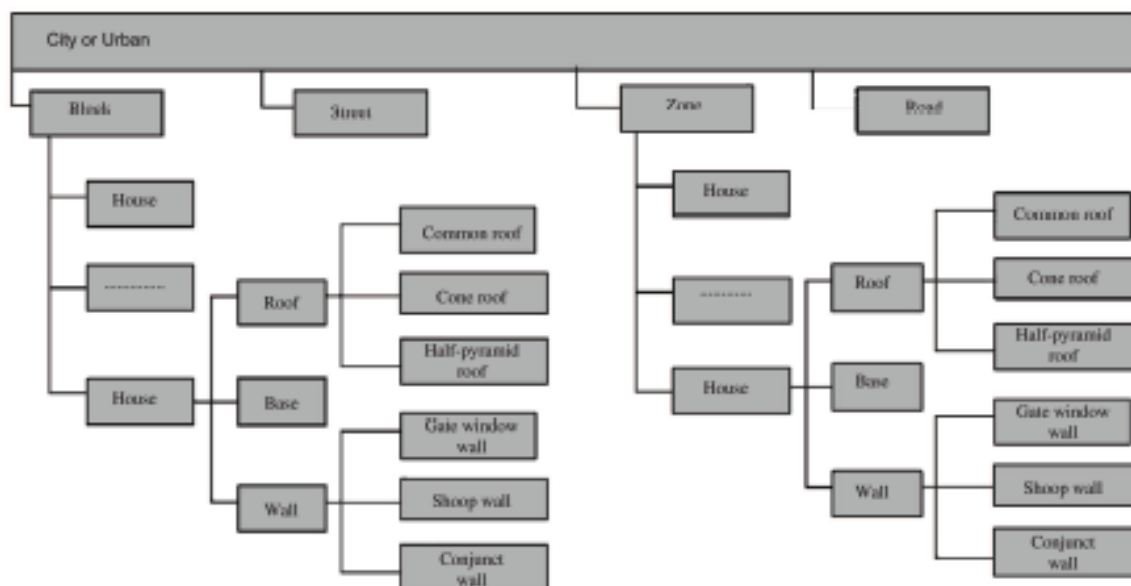 City or Urban
Block
Street
Zone
Road
House
----------
House
Roof
Base
Wall
Common roof
Cone roof
Half-pyramid
roof
Gate window
wall
Shoop wall
Conjunct
wall
House
---------
House
Roof
Base
Wall
Common roof
Cone roof
Half-pyramid
roof
Gate window
wall
Shoop wall
Conjunct
wall